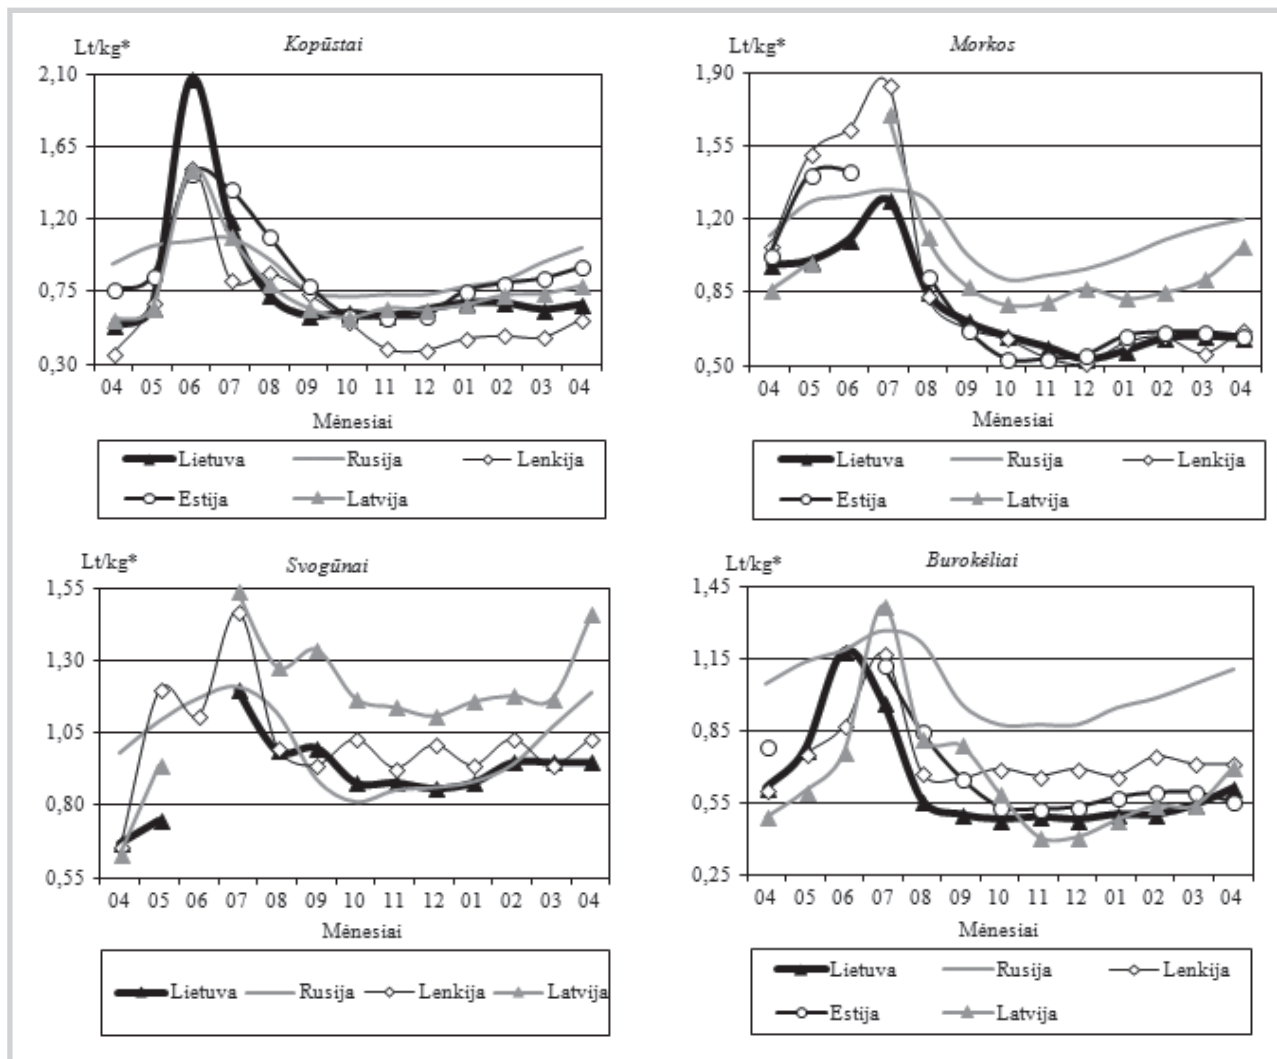 Kopūstai
Lt/kg*
2,10
1,65
1,20
0,75
0,30
04 05 06 07 08 09 10 11 12 01 02 03 04
Mėnesiai
Lietuva Rusija Lenkija
Estija Latvija
Morkos
Lt/kg*
1,90
1,55
1,20
0,85
0,50
04 05 06 07 08 09 10 11 12 01 02 03 04
Mėnesiai
Lietuva Rusija Lenkija
Estija Latvija
Svogūnai
Lt/kg*
1,55
1,30
1,05
0,80
0,55
04 05 06 07 08 09 10 11 12 01 02 03 04
Mėnesiai
Lietuva Rusija Lenkija Latvija
Burokėliai
Lt/kg*
1,45
1,15
0,85
0,55
0,25
04 05 06 07 08 09 10 11 12 01 02 03 04
Mėnesiai
Lietuva Rusija Lenkija
Estija Latvija